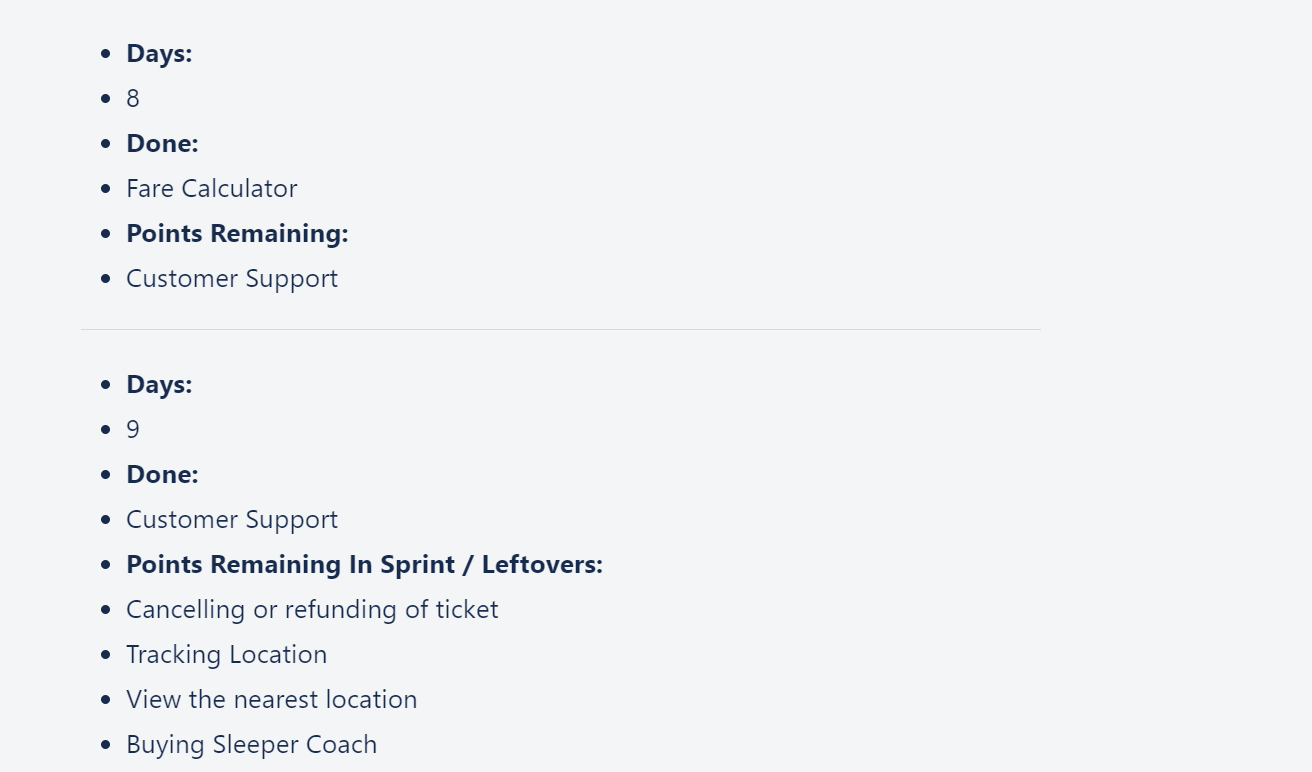 Days:
8
Done:
Fare Calculator
Points Remaining:
Customer Support
Days:
9
Done:
Customer Support
Points Remaining In Sprint / Leftovers:
Cancelling or refunding of ticket
Tracking Location
View the nearest location
Buying Sleeper Coach